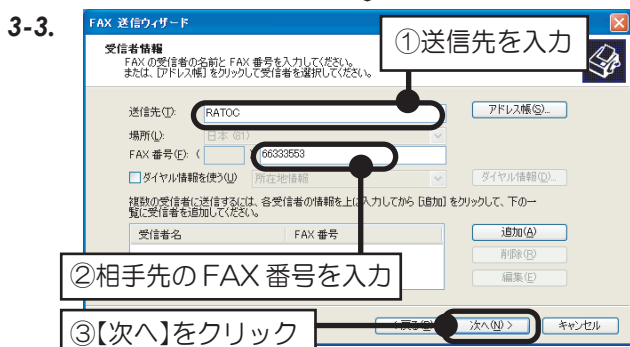 3-3.
FAX 送信ウィザード
①送信先を入力
受信者情報
FAX の受信者の名前と FAX 番号を入力してください。
または、[アドレス帳] をクリックして受信者を選択してください。
送信先(T): RATOC アドレス帳(S)...
場所(L): 日本 (81)
FAX 番号(F): ( ) 66333553
ダイヤル情報を使う(U) 所在地情報 ダイヤル情報(D)...
複数の受信者に送信するには、各受信者の情報を上に入力してから [追加] をクリックして、下の一
覧に受信者を追加してください。
受信者名 FAX 番号 追加(A)
削除(R)
②相手先の FAX 番号を入力
編集(E)
③【次へ】をクリック
次へ(N) > キャンセル